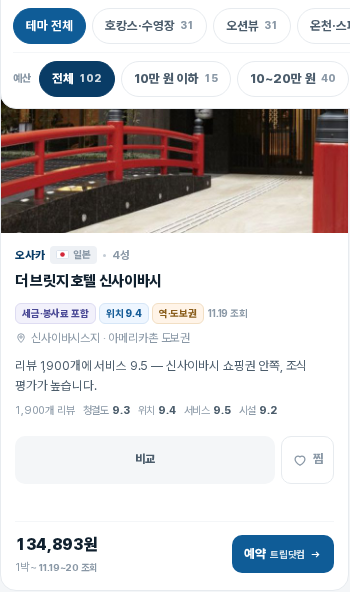 테마 전체 호캉스·수영장 31 오션뷰 31
예산 전체 102 10만 원 이하 15 10~20만 원 40
오사카 일본 • 4성
더 브릿지 호텔 신사이바시
세금·봉사료 포함 위치 9.4 역·도보권 11.19 조회
신사이바시스지 · 아메리카촌 도보권
리뷰 1,900개에 서비스 9.5 — 신사이바시 쇼핑권 안쪽, 조식
평가가 높습니다.
1,900개 리뷰 청결도 9.3 위치 9.4 서비스 9.5 시설 9.2
비교 찜
134,893원
1박~ 11.19~20 조회
예약 트립닷컴 →